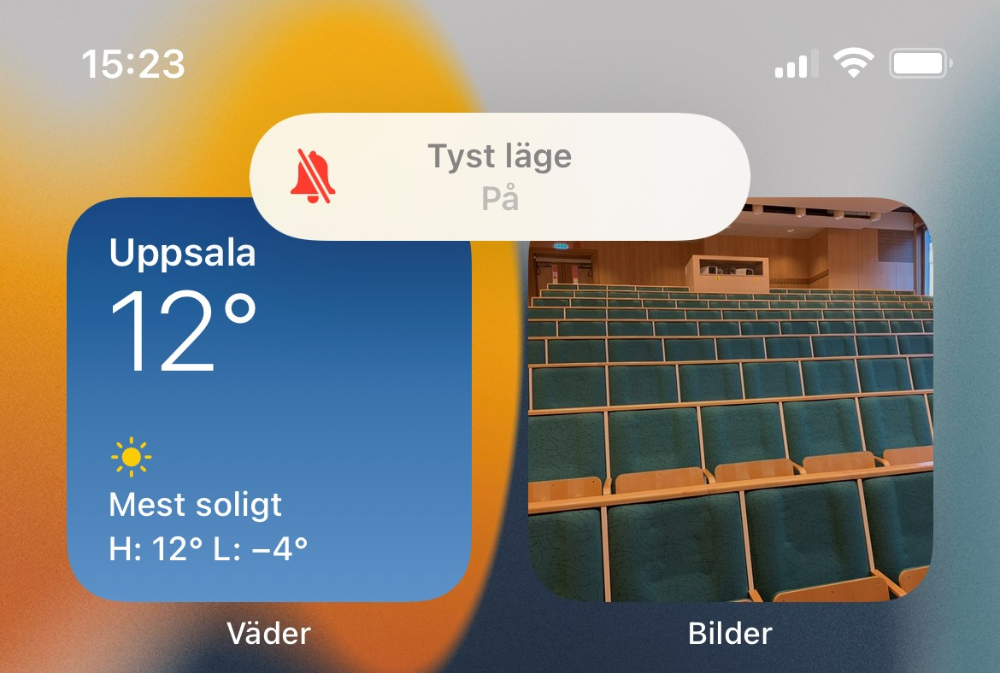 15:23
Tyst läge
På
Uppsala
12°
Mest soligt
H: 12° L: −4°
Väder
Bilder